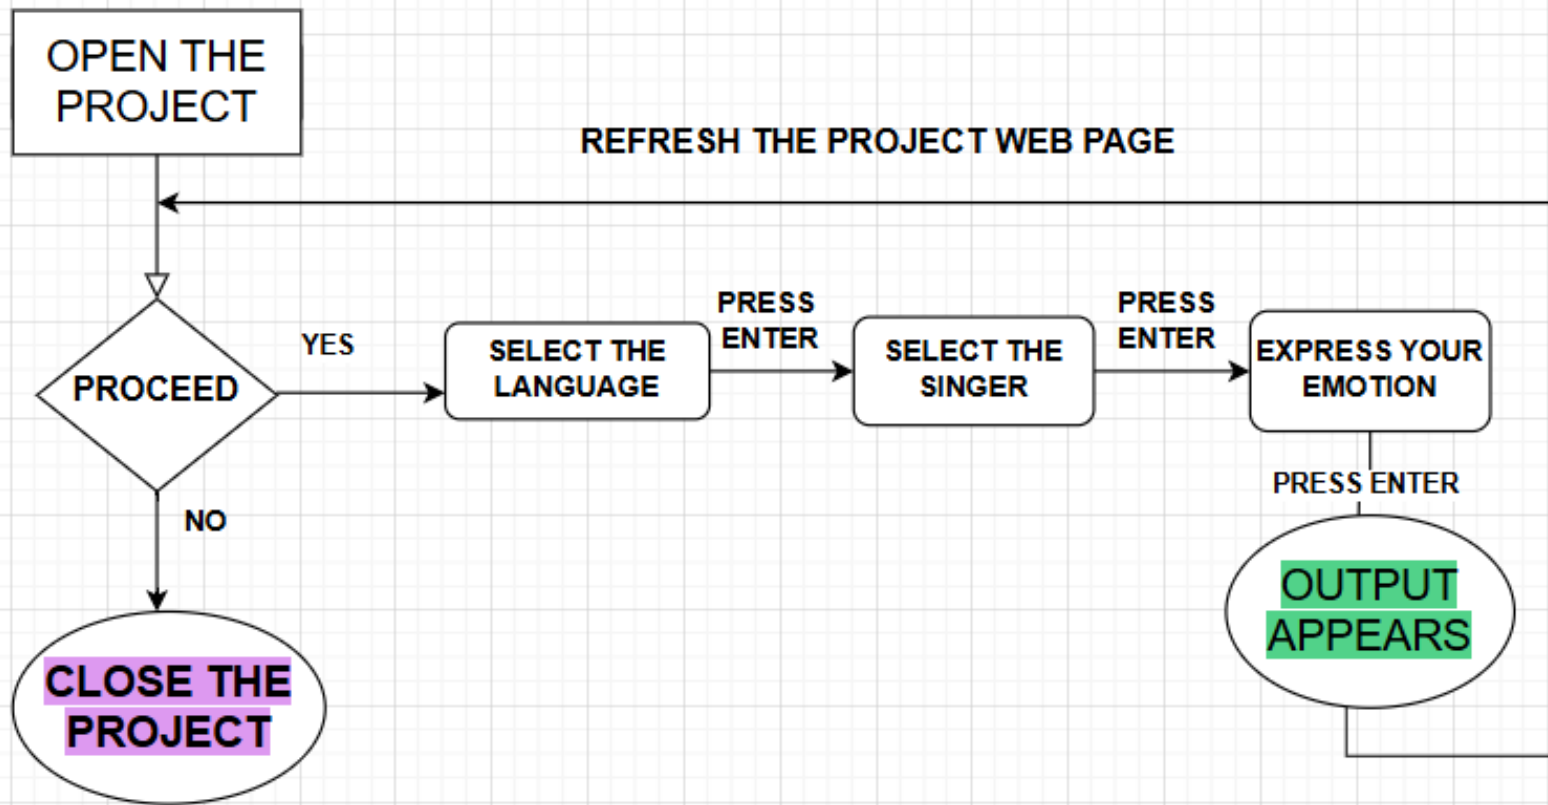 OPEN THE
PROJECT
REFRESH THE PROJECT WEB PAGE
PROCEED
YES
SELECT THE
LANGUAGE
PRESS
ENTER
SELECT THE
SINGER
PRESS
ENTER
EXPRESS YOUR
EMOTION
PRESS ENTER
OUTPUT
APPEARS
NO
CLOSE THE
PROJECT